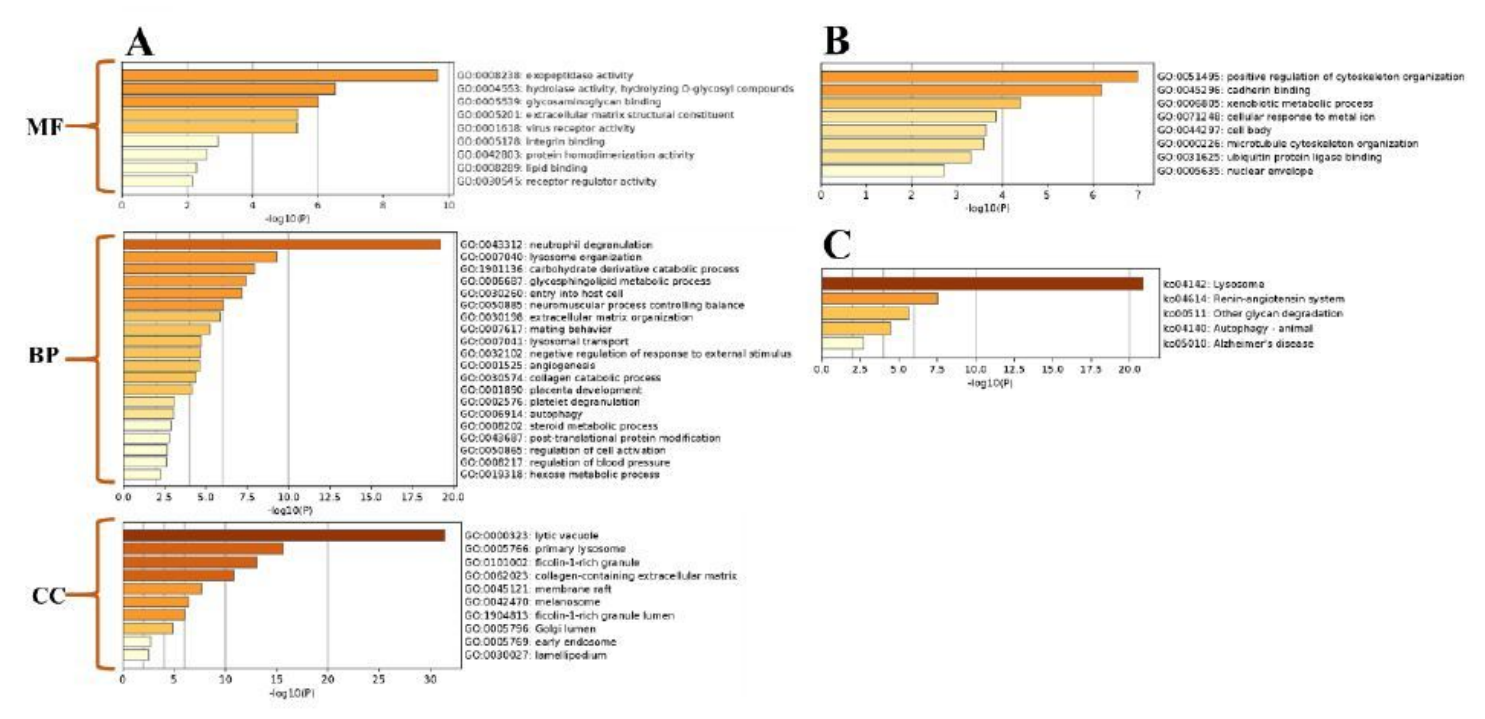 A
MF
GO:0008238: exopeptidase activity
GO:0004553: hydrolase activity, hydrolyzing O-glycosyl compounds
GO:0005539: glycosaminoglycan binding
GO:0005201: extracellular matrix structural constituent
GO:0001618: virus receptor activity
GO:0005178: integrin binding
GO:0042803: protein homodimerization activity
GO:0008289: lipid binding
GO:0030545: receptor regulator activity
0 2 4 6 8 10
-log10(P)
BP
GO:0043312: neutrophil degranulation
GO:0007040: lysosome organization
GO:1901136: carbohydrate derivative catabolic process
GO:0006687: glycosphingolipid metabolic process
GO:0030260: entry into host cell
GO:0050885: neuromuscular process controlling balance
GO:0030198: extracellular matrix organization
GO:0007617: mating behavior
GO:0007041: lysosomal transport
GO:0032102: negative regulation of response to external stimulus
GO:0001525: angiogenesis
GO:0030574: collagen catabolic process
GO:0001890: placenta development
GO:0002576: platelet degranulation
GO:0006914: autophagy
GO:0008202: steroid metabolic process
GO:0043687: post-translational protein modification
GO:0050865: regulation of cell activation
GO:0008217: regulation of blood pressure
GO:0019318: hexose metabolic process
0.0 2.5 5.0 7.5 10.0 12.5 15.0 17.5 20.0
-log10(P)
CC
GO:0000323: lytic vacuole
GO:0005766: primary lysosome
GO:0101002: ficolin-1-rich granule
GO:0062023: collagen-containing extracellular matrix
GO:0045121: membrane raft
GO:0042470: melanosome
GO:1904813: ficolin-1-rich granule lumen
GO:0005796: Golgi lumen
GO:0005769: early endosome
GO:0030027: lamellipodium
0 5 10 15 20 25 30
-log10(P)
B
GO:0051495: positive regulation of cytoskeleton organization
GO:0045296: cadherin binding
GO:0006805: xenobiotic metabolic process
GO:0071248: cellular response to metal ion
GO:0044297: cell body
GO:0000226: microtubule cytoskeleton organization
GO:0031625: ubiquitin protein ligase binding
GO:0005635: nuclear envelope
0 1 2 3 4 5 6 7
-log10(P)
C
ko04142: Lysosome
ko04614: Renin-angiotensin system
ko00511: Other glycan degradation
ko04140: Autophagy - animal
ko05010: Alzheimer's disease
0.0 2.5 5.0 7.5 10.0 12.5 15.0 17.5 20.0
-log10(P)